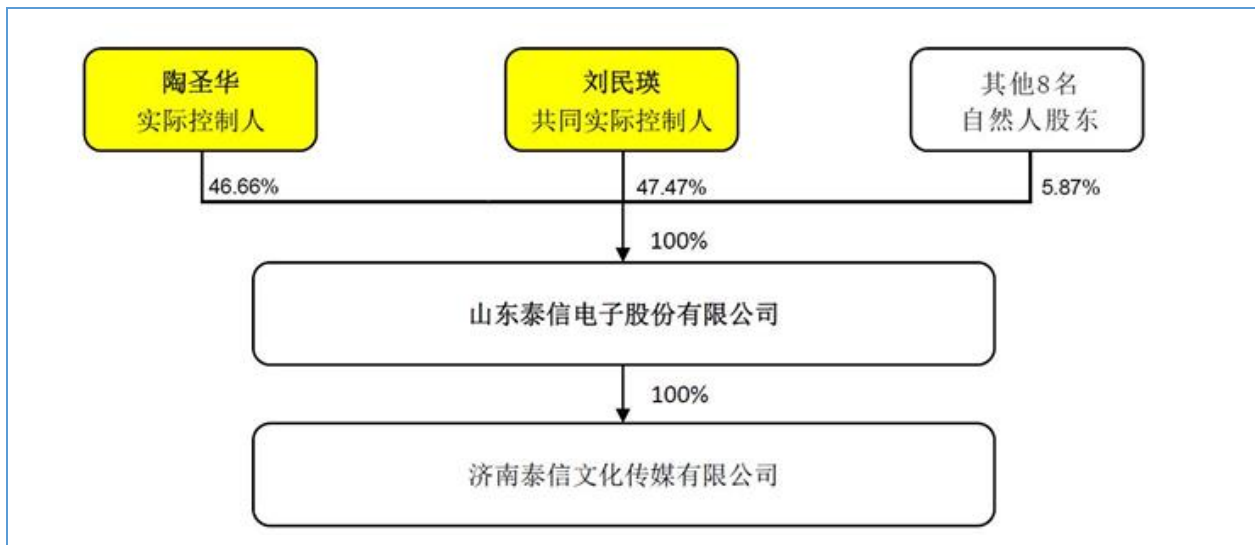 陶圣华
实际控制人
刘民瑛
共同实际控制人
其他8名
自然人股东
46.66%
47.47%
5.87%
100%
山东泰信电子股份有限公司
100%
济南泰信文化传媒有限公司